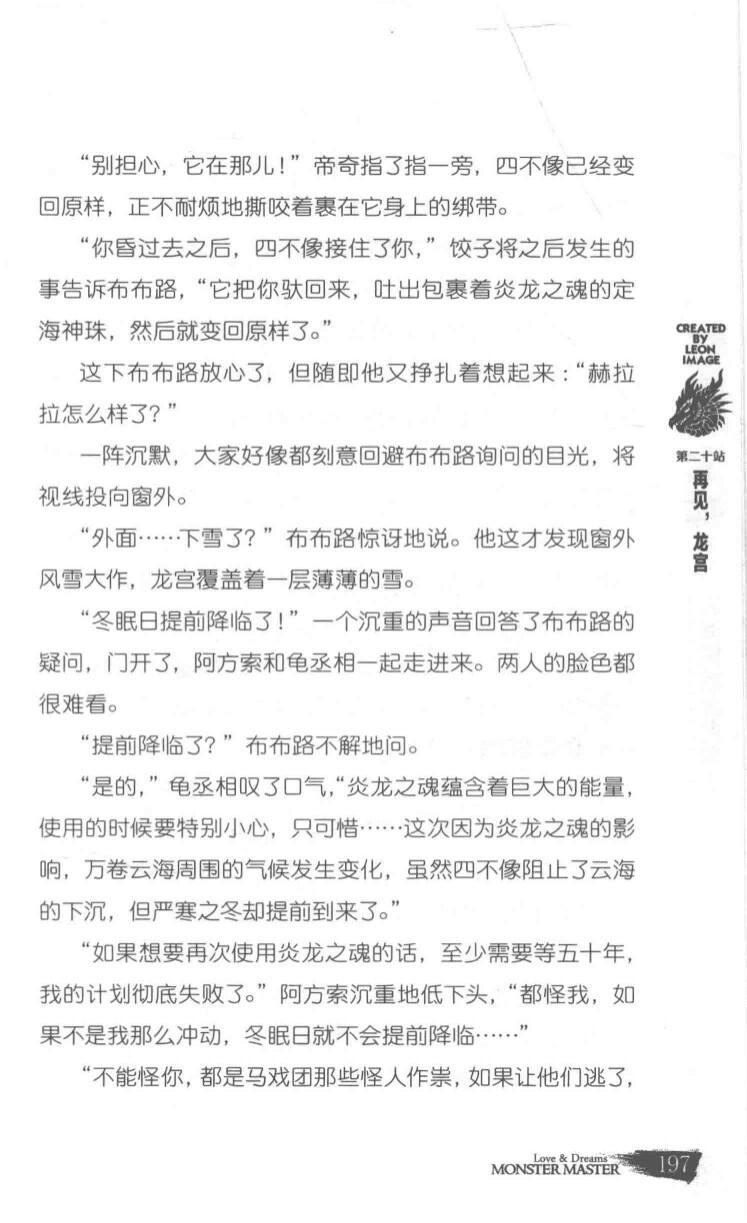 “别担心，它在那儿！”帝奇指了指一旁，四不像已经变
回原样，正不耐烦地撕咬着裹在它身上的绑带。
“你昏过去之后，四不像接住了你，”饺子将之后发生的
事告诉布布路，“它把你驮回来，吐出包裹着炎龙之魂的定
海神珠，然后就变回原样了。”
这下布布路放心了，但随即他又挣扎着想起来：“赫拉
拉怎么样了？”
一阵沉默，大家好像都刻意回避布布路询问的目光，将
视线投向窗外。
“外面……下雪了？”布布路惊讶地说。他这才发现窗外
风雪大作，龙宫覆盖着一层薄薄的雪。
“冬眠日提前降临了！”一个沉重的声音回答了布布路的
疑问，门开了，阿方索和龟丞相一起走进来。两人的脸色都
很难看。
“提前降临了？”布布路不解地问。
“是的，”龟丞相叹了口气，“炎龙之魂蕴含着巨大的能量，
使用的时候要特别小心，只可惜……这次因为炎龙之魂的影
响，万卷云海周围的气候发生变化，虽然四不像阻止了云海
的下沉，但严寒之冬却提前到来了。”
“如果想要再次使用炎龙之魂的话，至少需要等五十年，
我的计划彻底失败了。”阿方索沉重地低下头，“都怪我，如
果不是我那么冲动，冬眠日就不会提前降临……”
“不能怪你，都是马戏团那些怪人作祟，如果让他们逃了，
CREATED
BY
LEON
IMAGE
第二十站
再见，龙宫
Love & Dreams
MONSTER MASTER
197